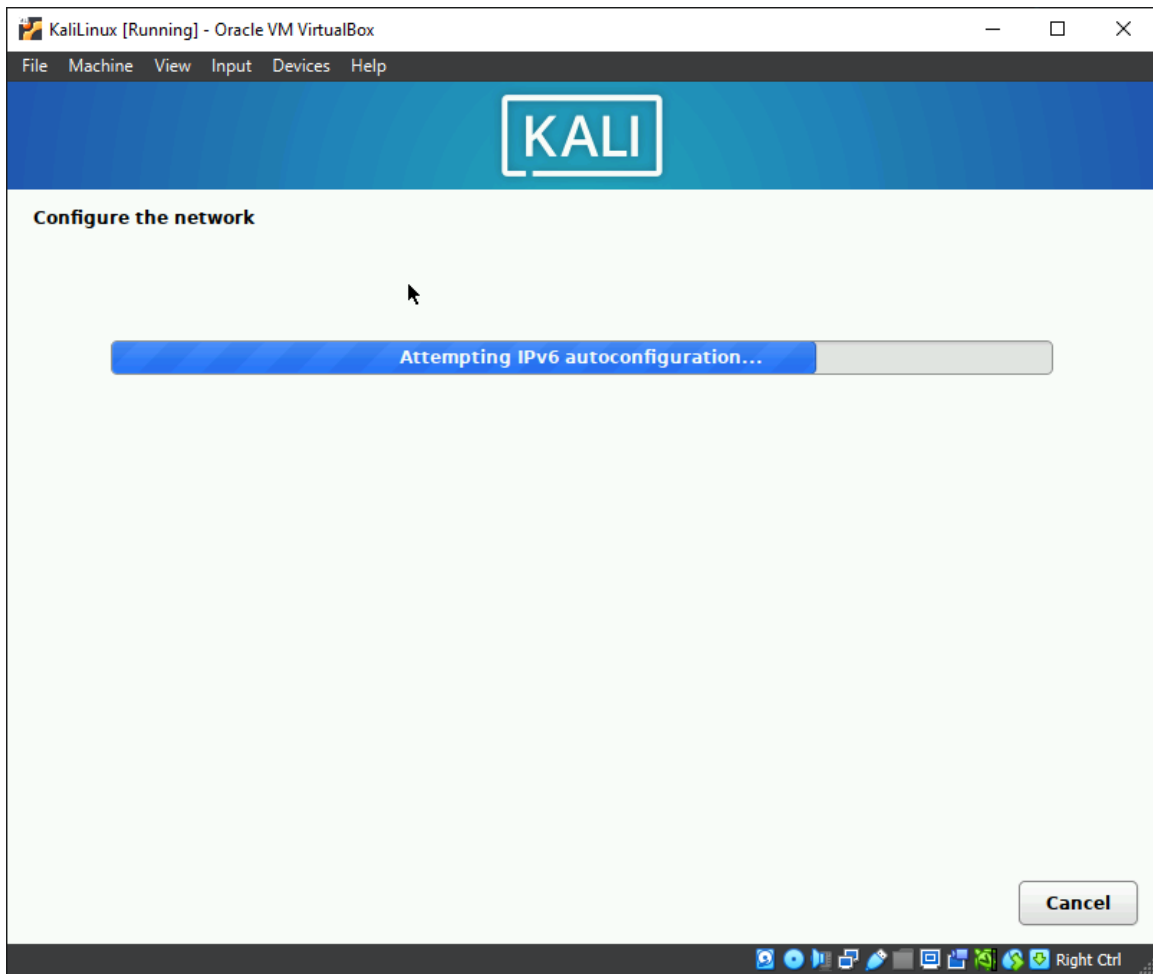 KaliLinux [Running] - Oracle VM VirtualBox
File Machine View Input Devices Help
KALI
Configure the network
Attempting IPv6 autoconfiguration...
Cancel
Right Ctrl